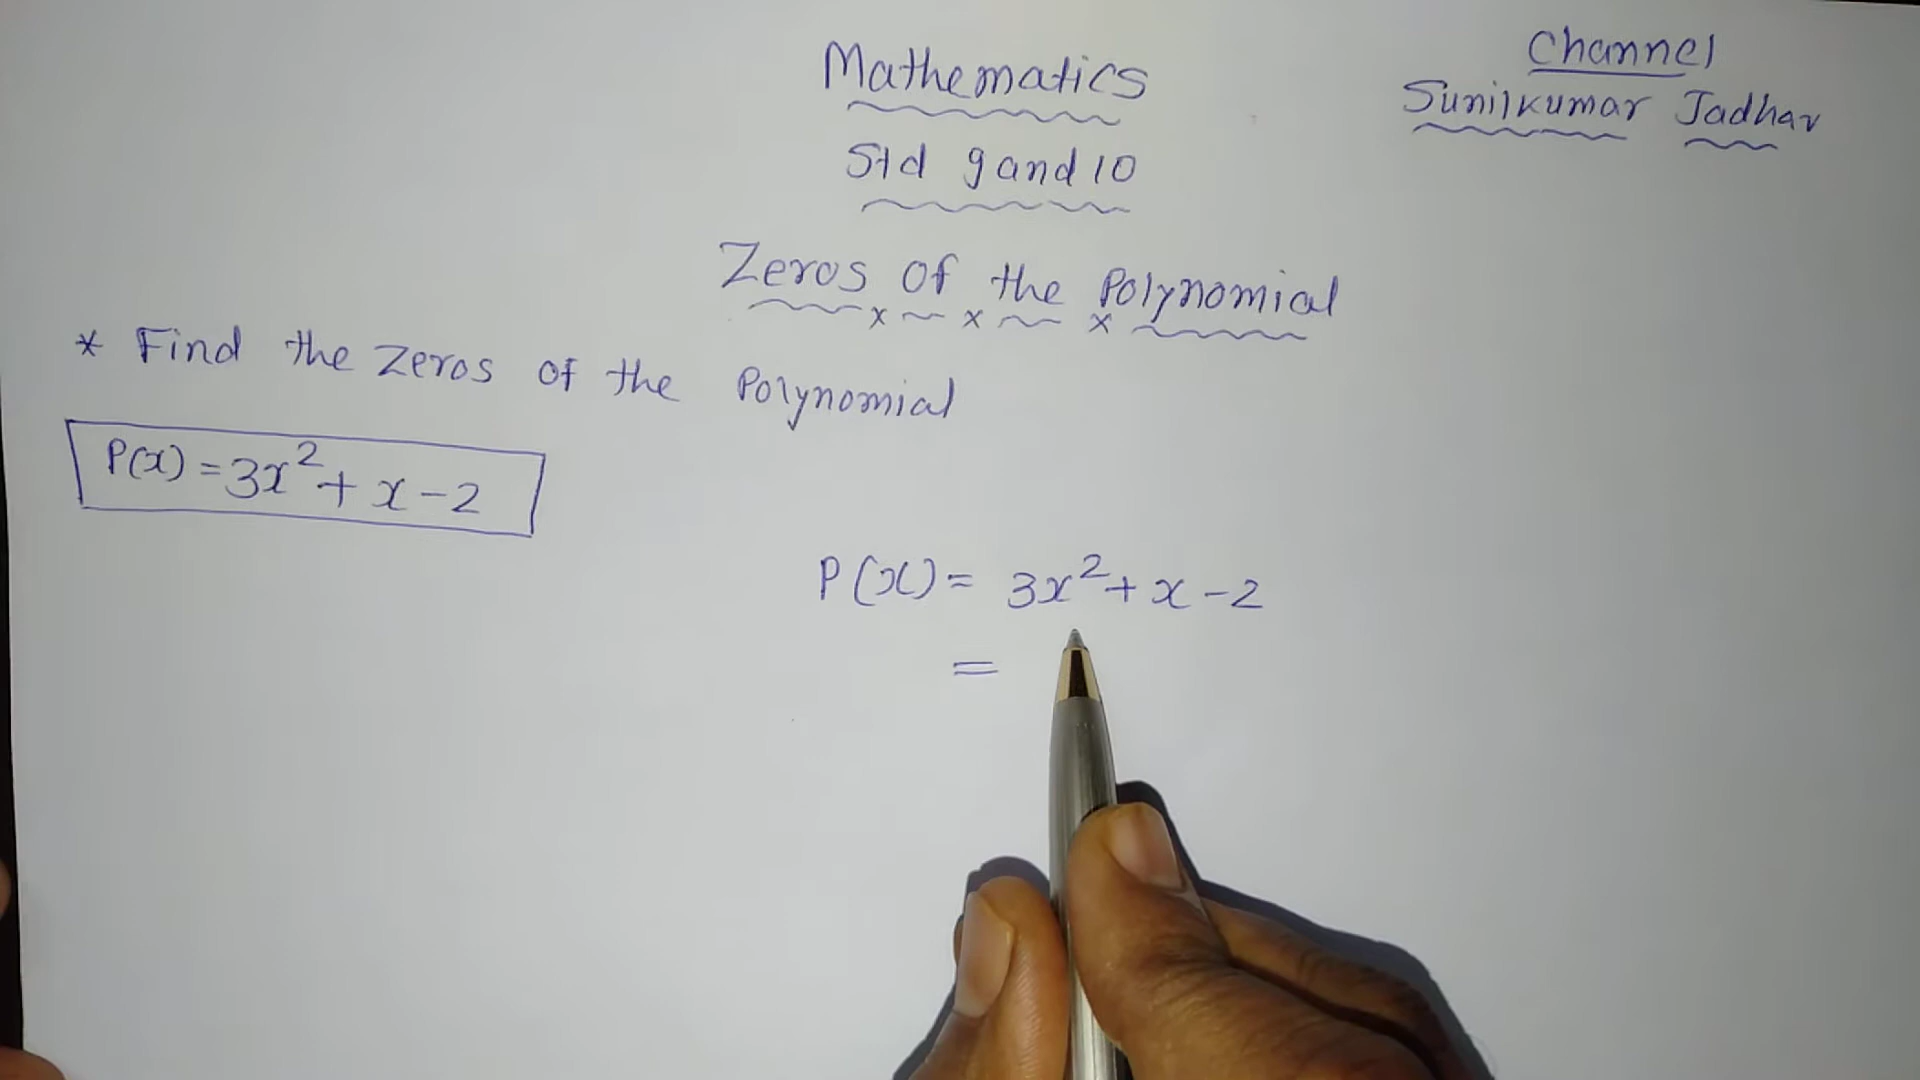 Mathematics
Channel
Sunilkumar Jadhav
Std 9 and 10
Zeros of the Polynomial
* Find the zeros of the Polynomial
P(x) = 3x² + x - 2
P(x) = 3x² + x - 2
=